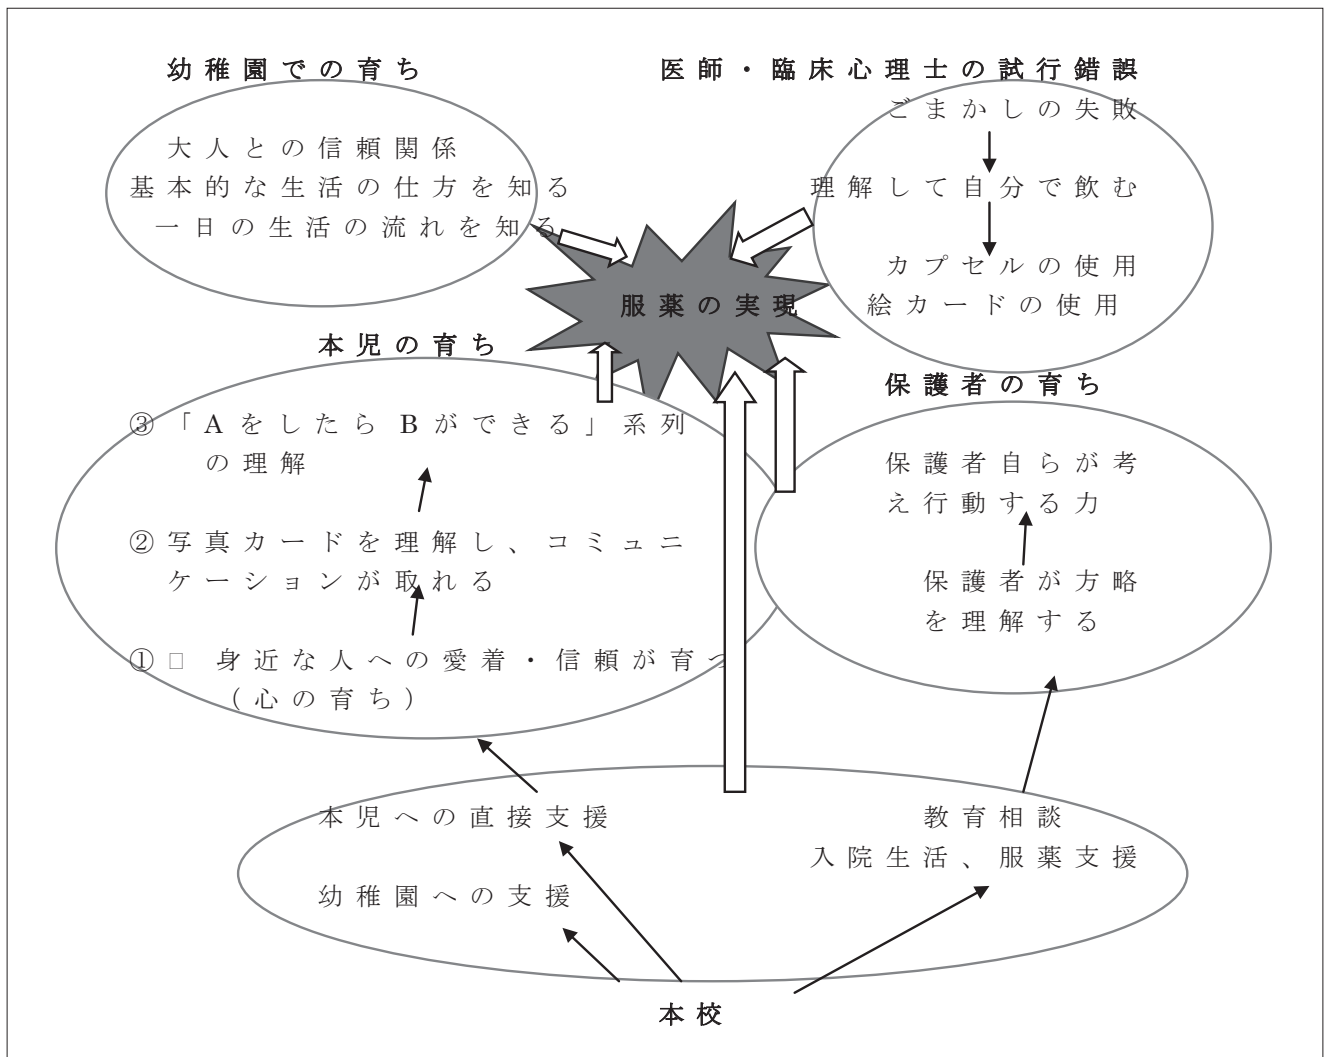 幼稚園での育ち
大人との信頼関係
基本的な生活の仕方を知る
一日の生活の流れを知る
医師・臨床心理士の試行錯誤
ごまかしの失敗
理解して自分で飲む
カプセルの使用
絵カードの使用
服薬の実現
本児の育ち
③「AをしたらBができる」系列
の理解
②写真カードを理解し、コミュニ
ケーションが取れる
①□ 身近な人への愛着・信頼が育つ
(心の育ち)
保護者の育ち
保護者自らが考
え行動する力
保護者が方略
を理解する
本児への直接支援
幼稚園への支援
教育相談
入院生活、服薬支援
本校